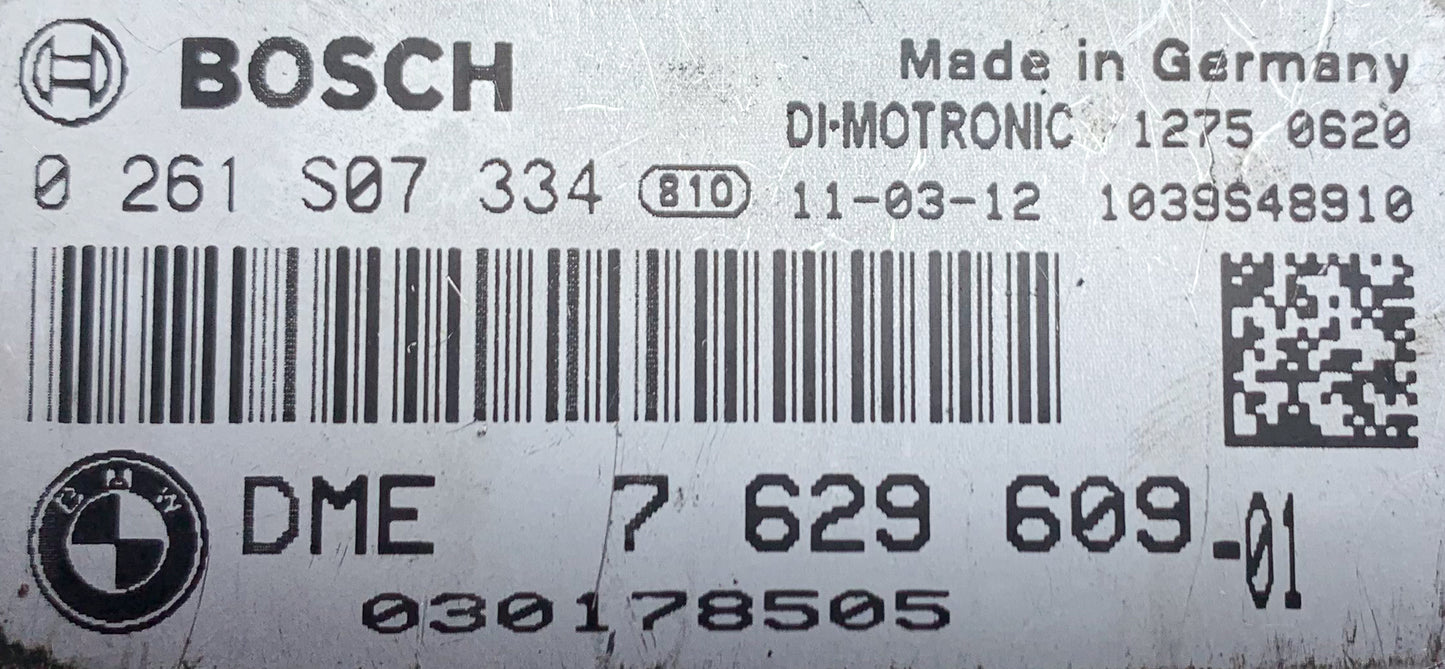 BOSCH
Made in Germany
DI·MOTRONIC 1275 0620
0 261 S07 334 810 11-03-12 1039S48910
BMW
DME 7 629 609-01
030178505